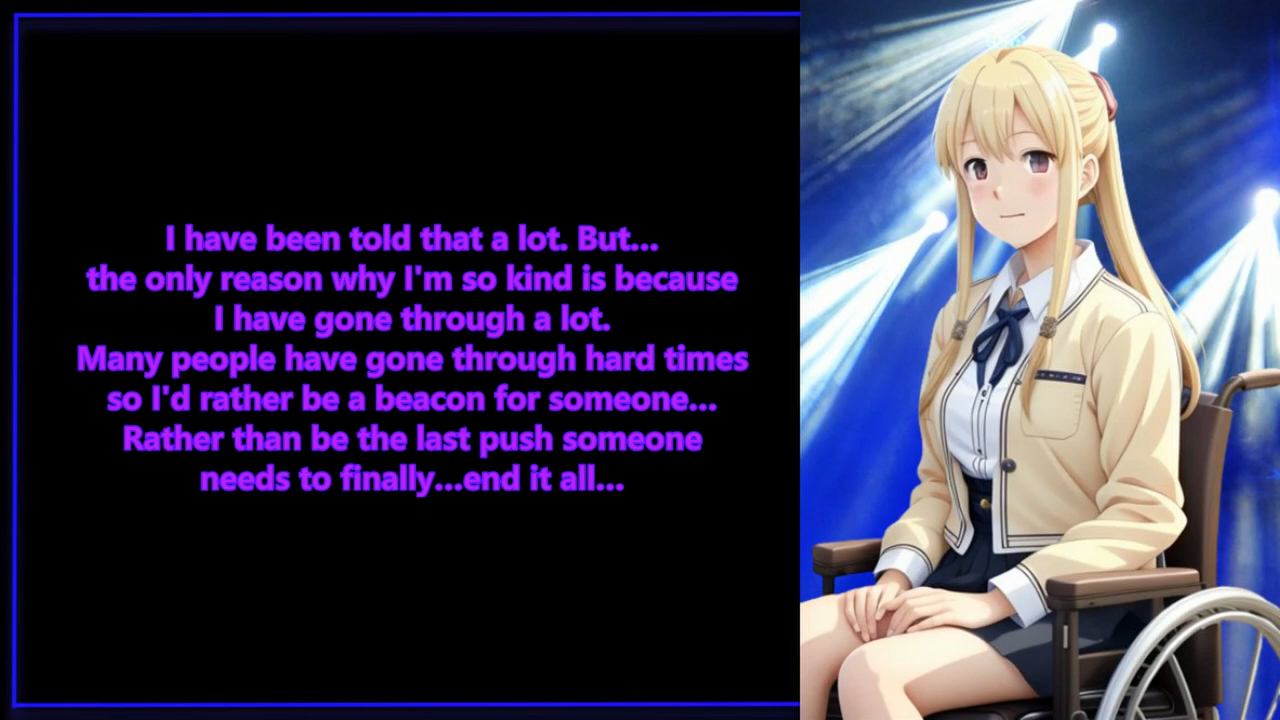 I have been told that a lot. But...
the only reason why I'm so kind is because
I have gone through a lot.
Many people have gone through hard times
so I'd rather be a beacon for someone...
Rather than be the last push someone
needs to finally...end it all...